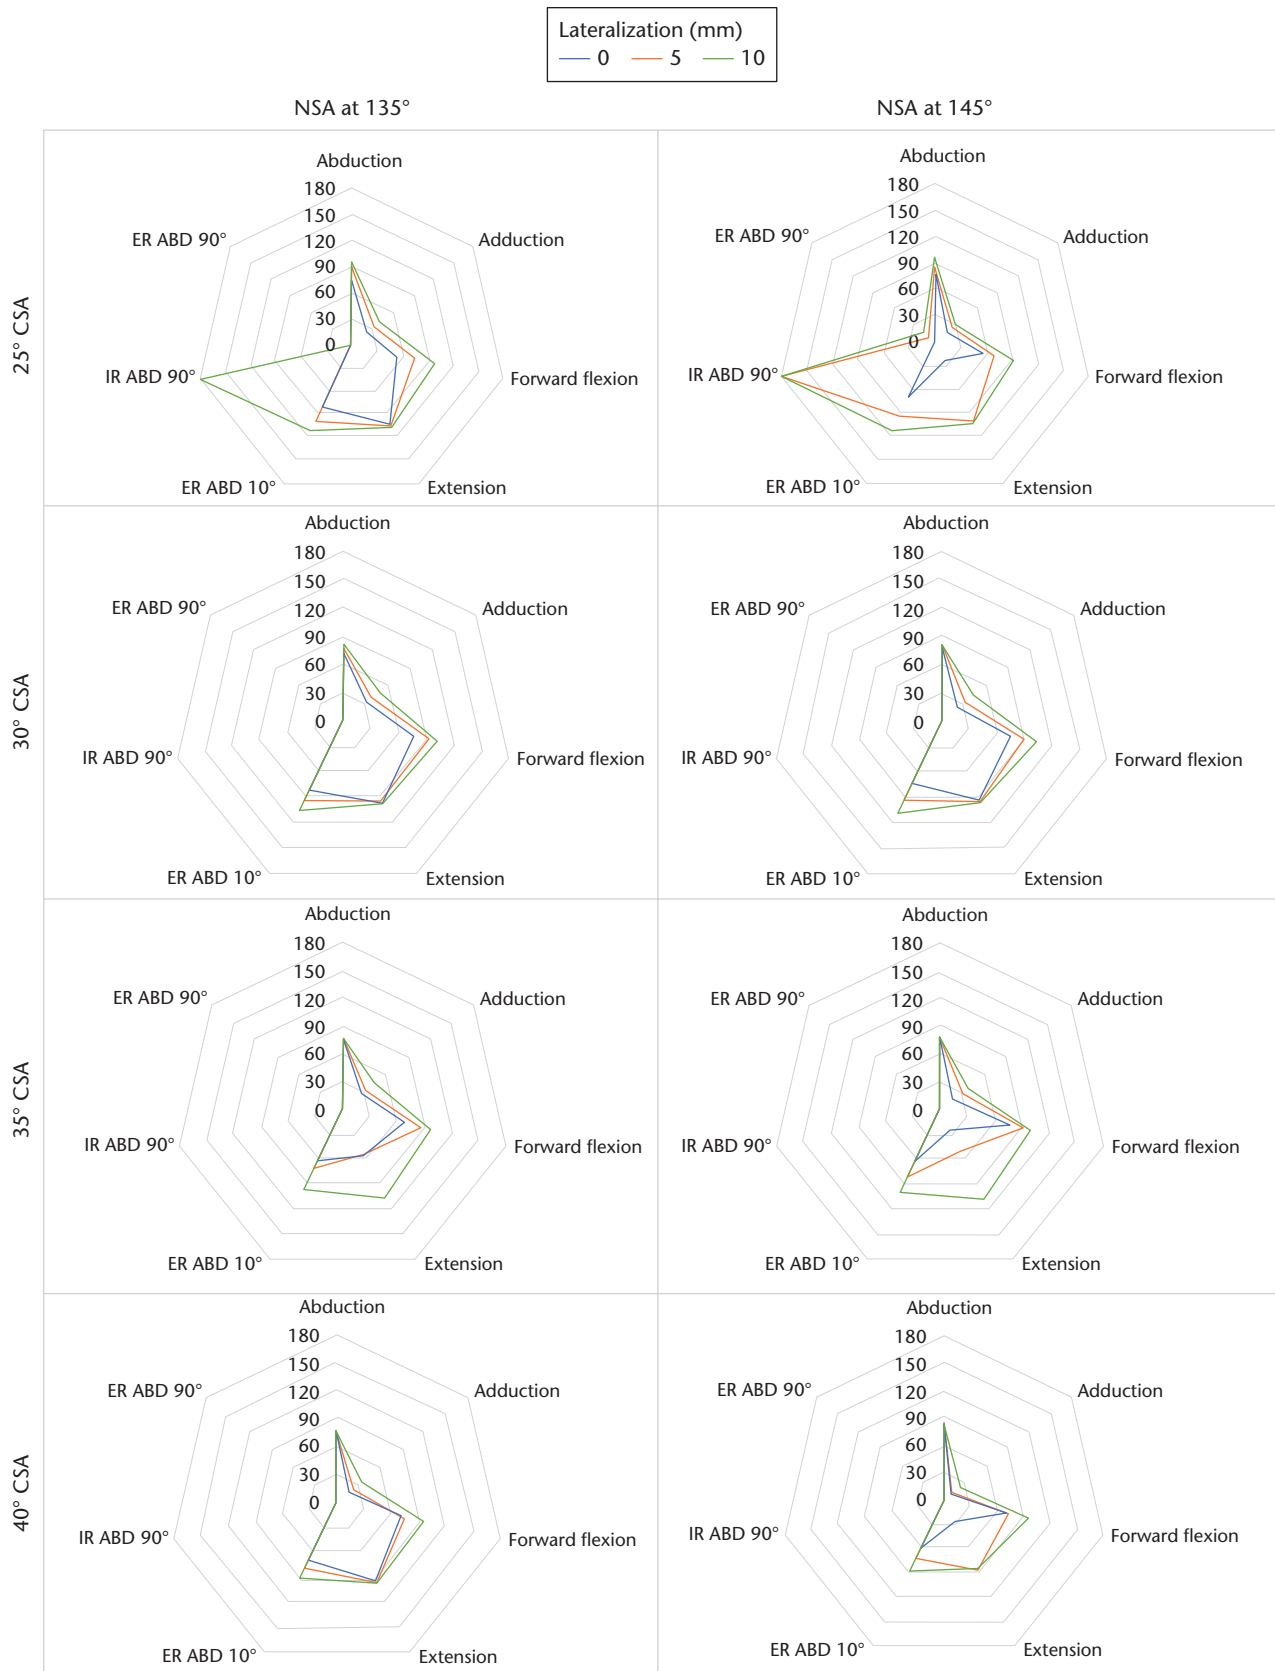 Lateralization (mm)
0 5 10
NSA at 135° NSA at 145°
25° CSA
Abduction
180
150
120
90
60
30
0
Adduction
Forward flexion
Extension
ER ABD 10°
IR ABD 90°
ER ABD 90°
Abduction
180
150
120
90
60
30
0
Adduction
Forward flexion
Extension
ER ABD 10°
IR ABD 90°
ER ABD 90°
30° CSA
Abduction
180
150
120
90
60
30
0
Adduction
Forward flexion
Extension
ER ABD 10°
IR ABD 90°
ER ABD 90°
Abduction
180
150
120
90
60
30
0
Adduction
Forward flexion
Extension
ER ABD 10°
IR ABD 90°
ER ABD 90°
35° CSA
Abduction
180
150
120
90
60
30
0
Adduction
Forward flexion
Extension
ER ABD 10°
IR ABD 90°
ER ABD 90°
Abduction
180
150
120
90
60
30
0
Adduction
Forward flexion
Extension
ER ABD 10°
IR ABD 90°
ER ABD 90°
40° CSA
Abduction
180
150
120
90
60
30
0
Adduction
Forward flexion
Extension
ER ABD 10°
IR ABD 90°
ER ABD 90°
Abduction
180
150
120
90
60
30
0
Adduction
Forward flexion
Extension
ER ABD 10°
IR ABD 90°
ER ABD 90°